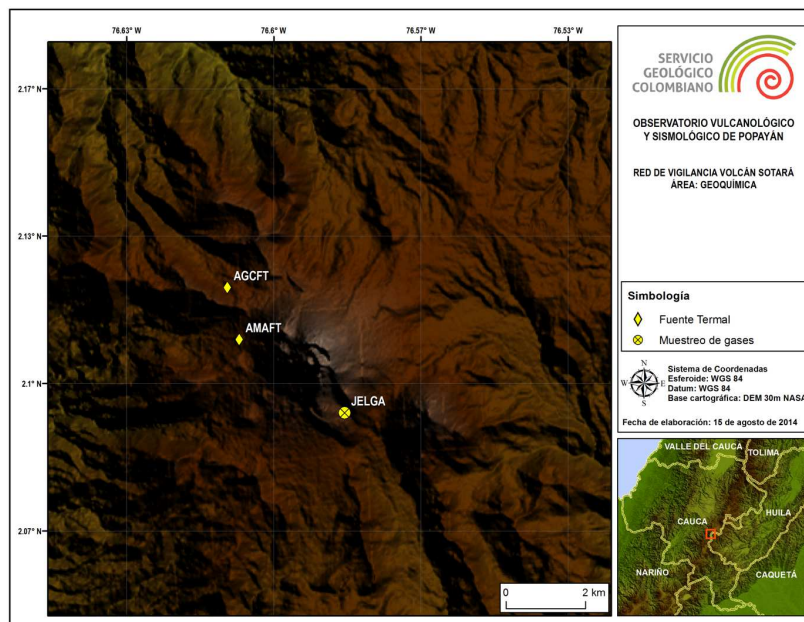 76.63° N
76.6° N
76.57° N
76.53° N
2.17° N
2.13° N
2.1° N
2.07° N
AGCFT
AMAFT
JELGA
0 2 km
SERVICIO
GEOLÓGICO
COLOMBIANO
OBSERVATORIO VULCANOLÓGICO
Y SISMOLÓGICO DE POPAYÁN
RED DE VIGILANCIA VOLCÁN SOTARÁ
ÁREA: GEOQUÍMICA
Simbología
Fuente Termal
Muestreo de gases
N
W E
S
Sistema de Coordenadas
Esferoide: WGS 84
Datum: WGS 84
Base cartográfica: DEM 30m NASA
Fecha de elaboración: 15 de agosto de 2014
VALLE DEL CAUCA
TOLIMA
HUILA
CAUCA
NARIÑO
CAQUETÁ